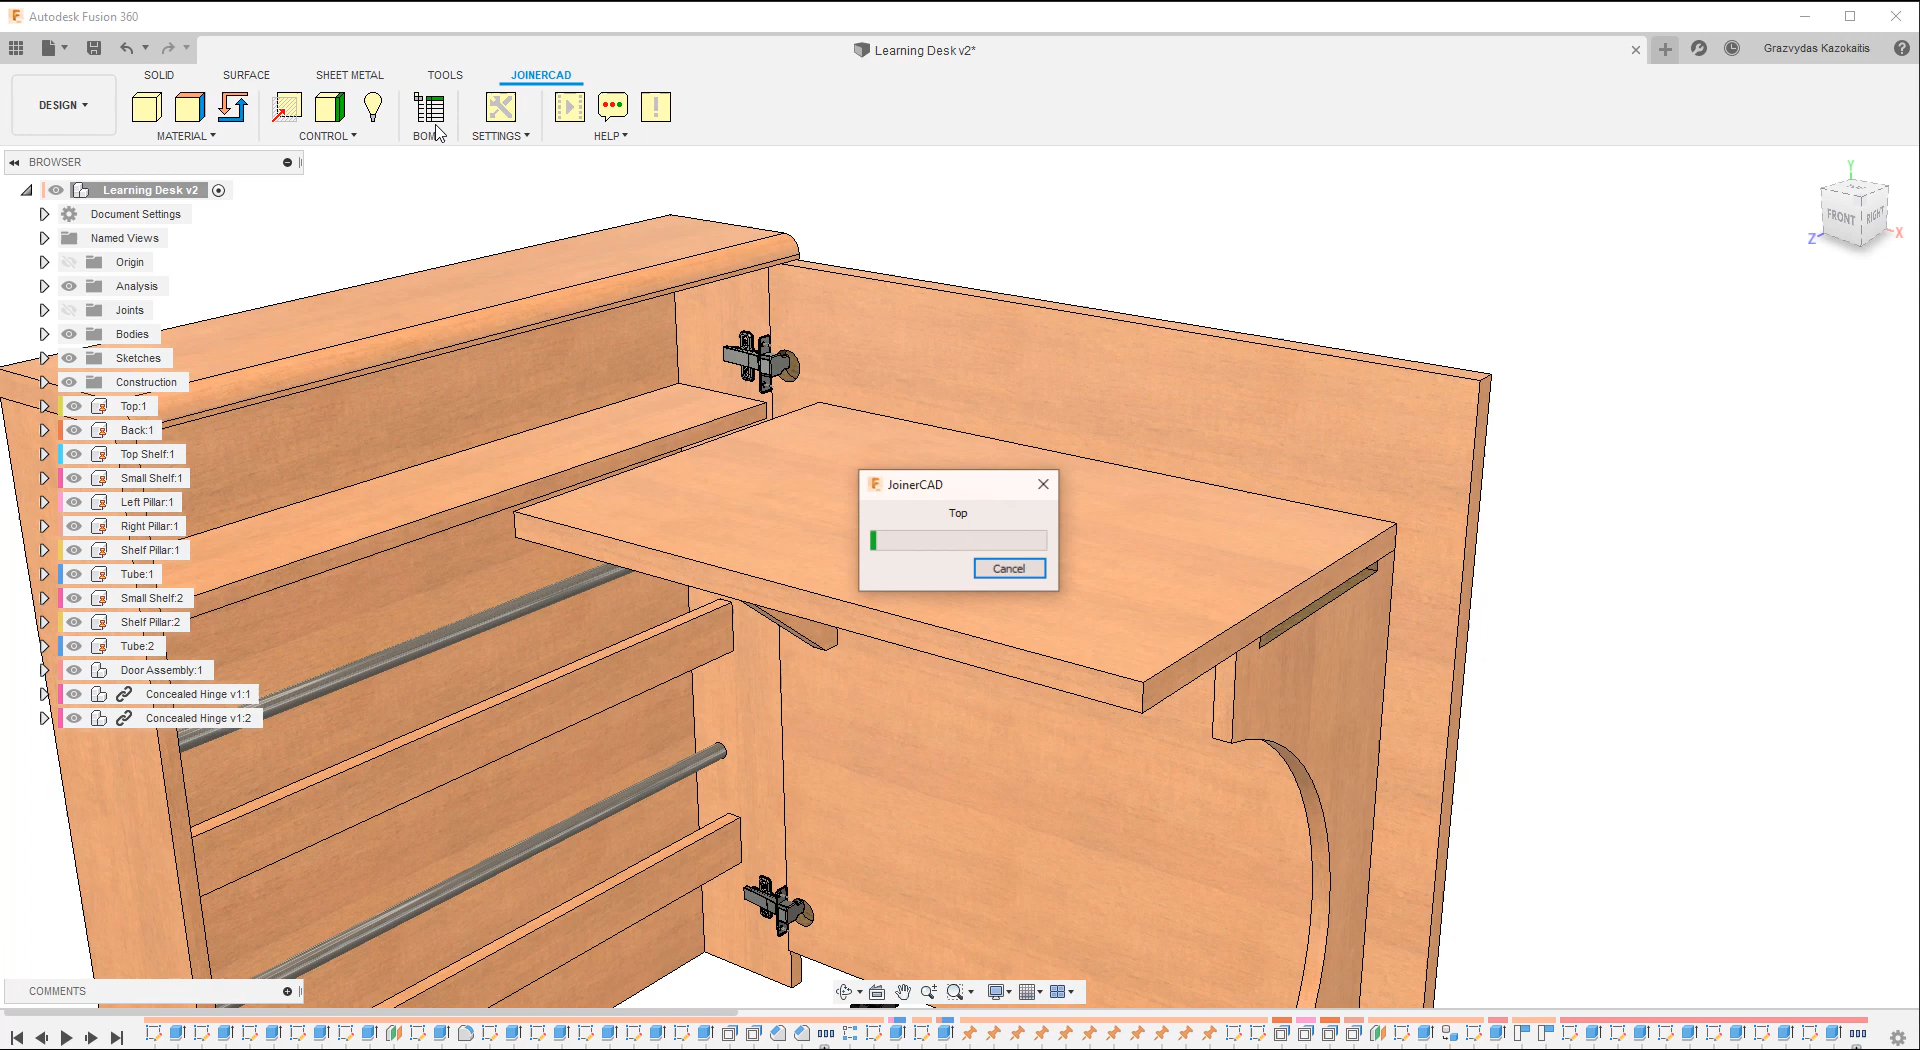 Autodesk Fusion 360
Learning Desk v2*
Grazvydas Kazokaitis
SOLID
SURFACE
SHEET METAL
TOOLS
JOINERCAD
DESIGN
MATERIAL
CONTROL
BOM
SETTINGS
HELP
BROWSER
Learning Desk v2
Document Settings
Named Views
Origin
Analysis
Joints
Bodies
Sketches
Construction
Top:1
Back:1
Top Shelf:1
Small Shelf:1
Left Pillar:1
Right Pillar:1
Shelf Pillar:1
Tube:1
Small Shelf:2
Shelf Pillar:2
Tube:2
Door Assembly:1
Concealed Hinge v1:1
Concealed Hinge v1:2
Y
FRONT
RIGHT
Z
X
JoinerCAD
Top
Cancel
COMMENTS